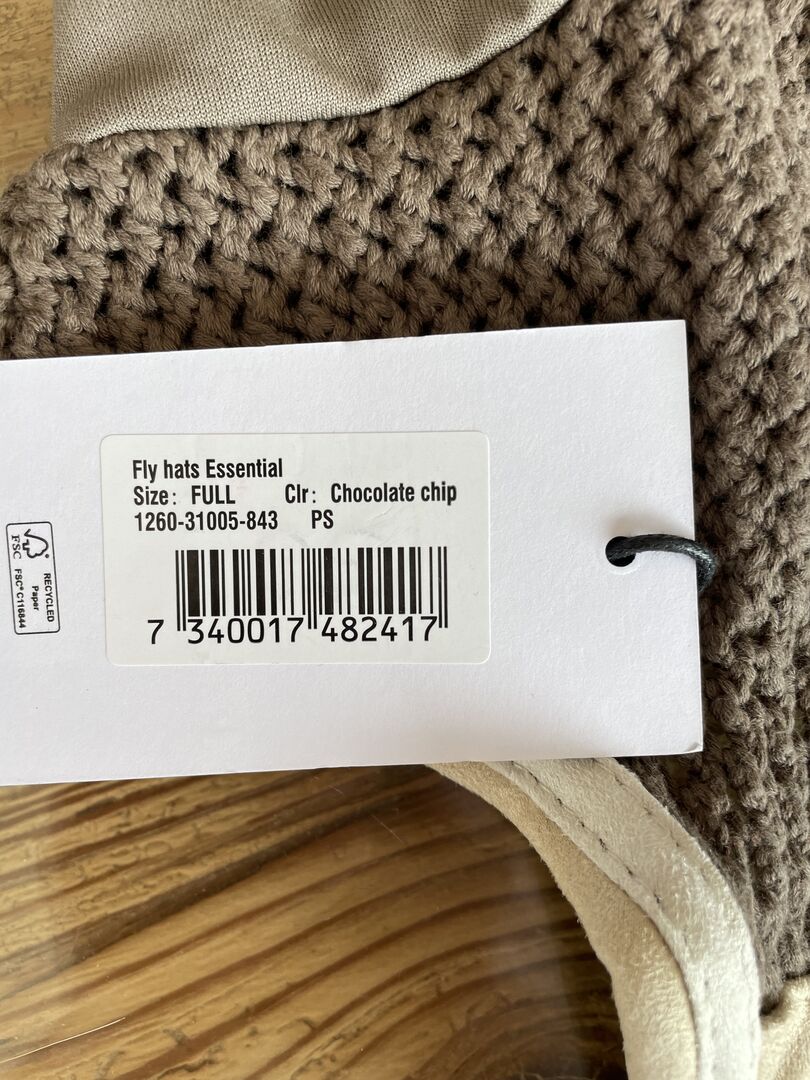 Fly hats Essential
Size: FULL Clr: Chocolate chip
1260-31005-843 PS
7 340017 482417
FSC
RECYCLED
Paper
FSC® C116844